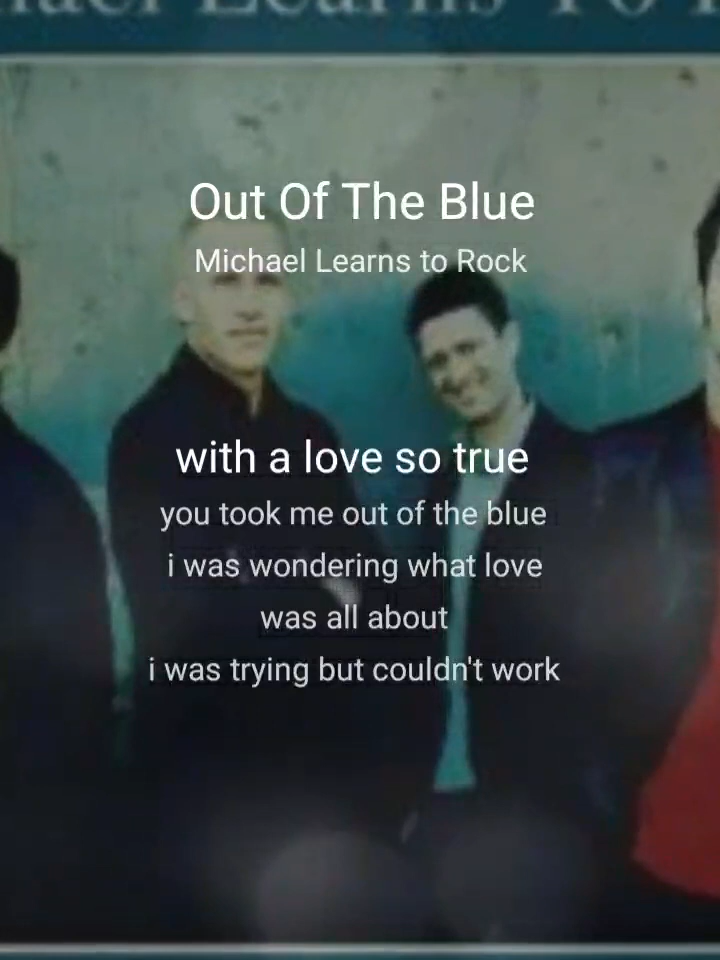 Out Of The Blue
Michael Learns to Rock
with a love so true
you took me out of the blue
i was wondering what love
was all about
i was trying but couldn't work